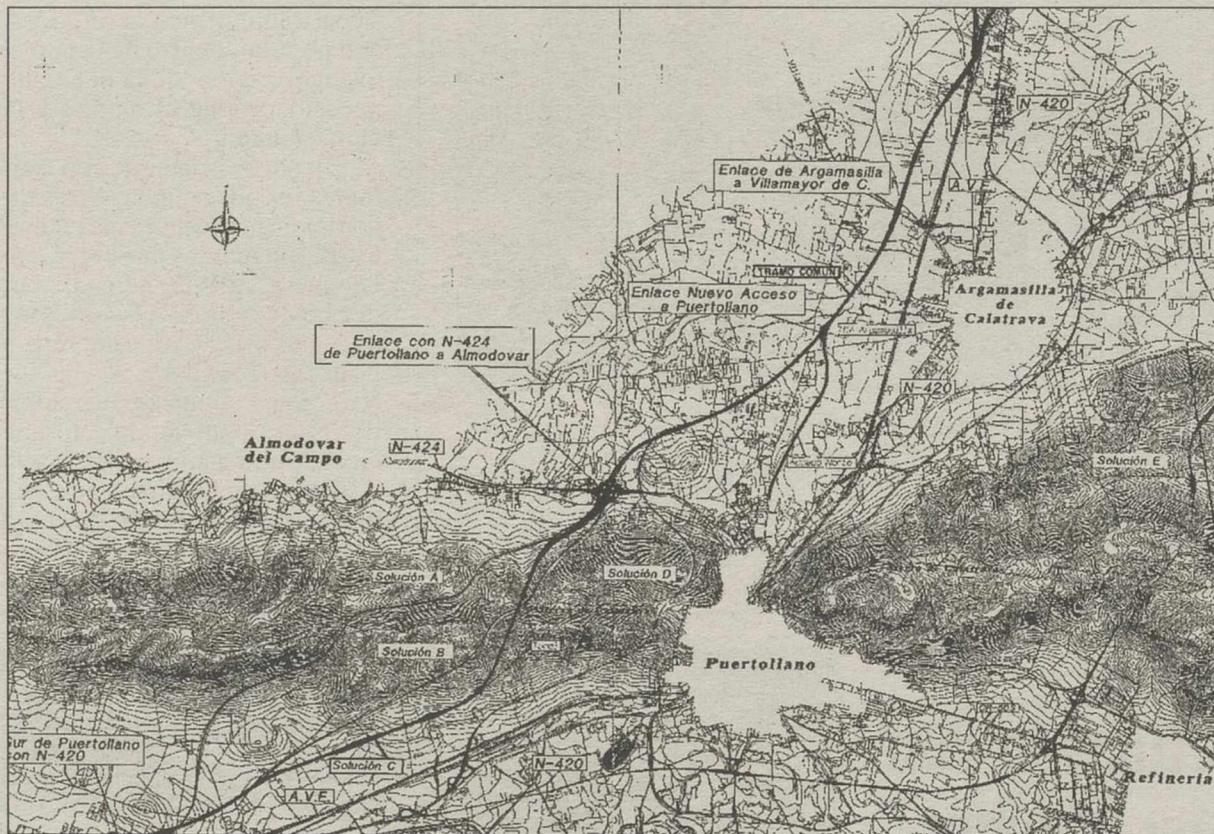 N-420
Enlace de Argamasilla
a Villamayor de C.
A.V.E.
TRAMO COMUN
Enlace Nuevo Acceso
a Puertollano
Argamasilla
de
Calatrava
Enlace con N-424
de Puertollano a Almodovar
N-420
Almodovar
del Campo
N-424
Solución E
Solución A
Solución D
Solución B
Puertollano
Sur de Puertollano
con N-420
Solución C
N-420
A.V.E.
Refineria